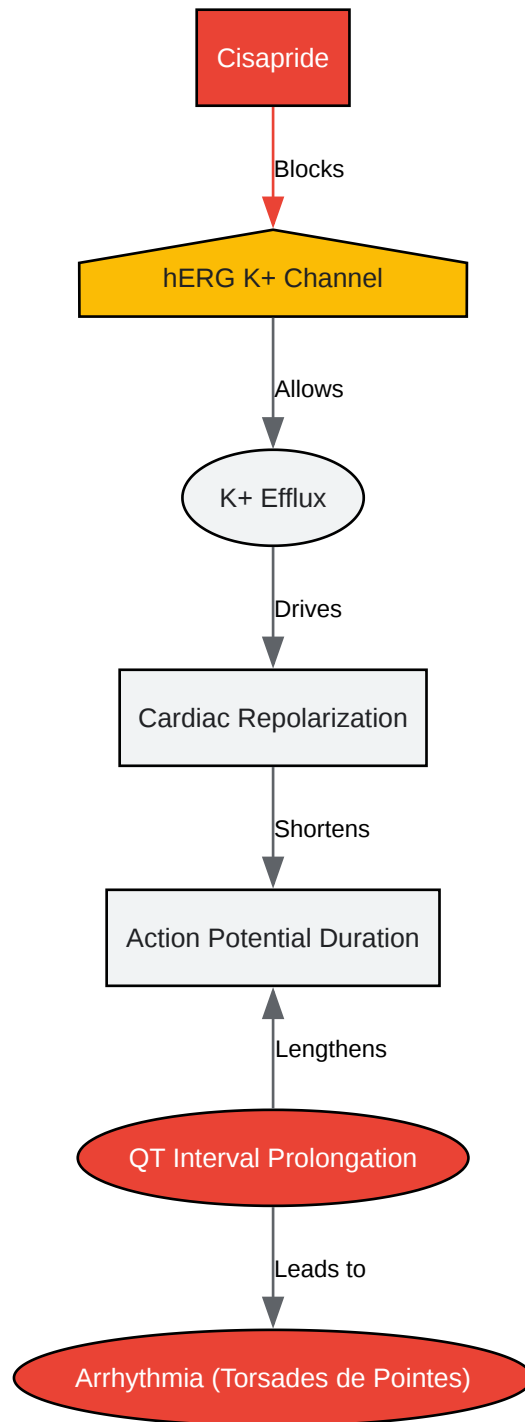 Cisapride
Blocks
hERG K+ Channel
Allows
K+ Efflux
Drives
Cardiac Repolarization
Shortens
Action Potential Duration
Lengthens
QT Interval Prolongation
Leads to
Arrhythmia (Torsades de Pointes)